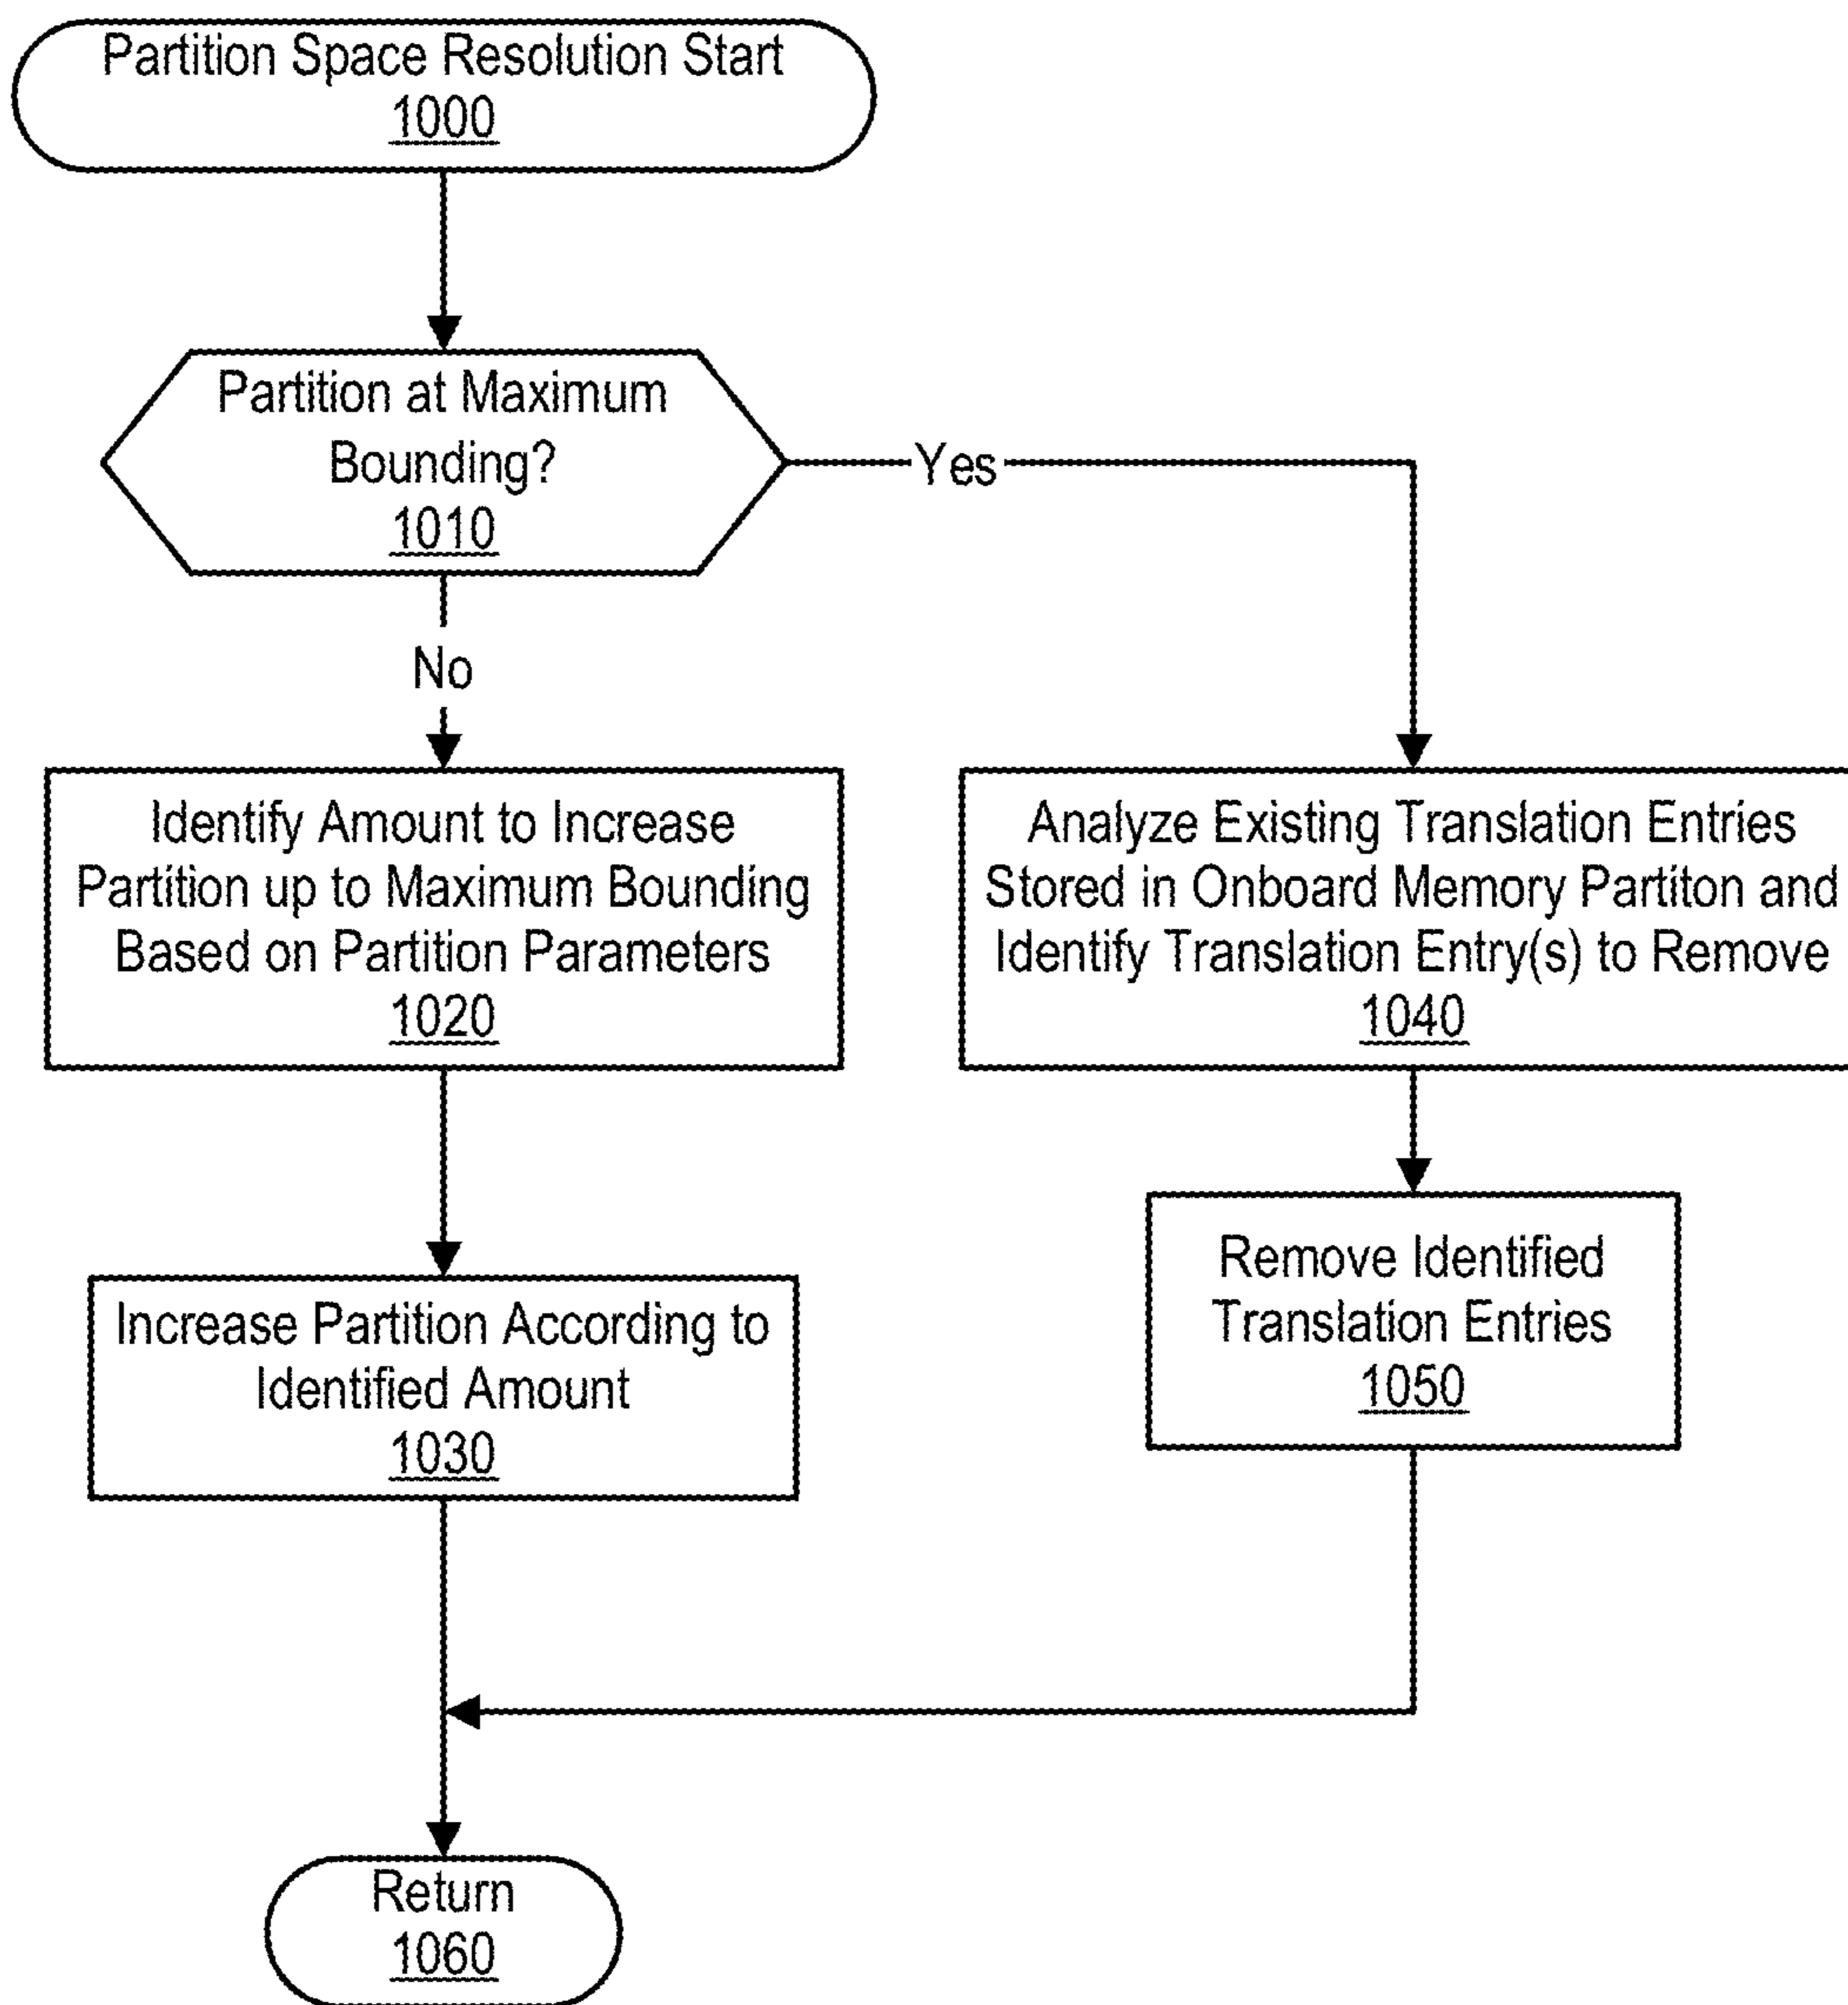 Partition Space Resolution Start
1000
Partition at Maximum
Bounding?
1010
Yes
No
Identify Amount to Increase
Partition up to Maximum Bounding
Based on Partition Parameters
1020
Analyze Existing Translation Entries
Stored in Onboard Memory Partiton and
Identify Translation Entry(s) to Remove
1040
Increase Partition According to
Identified Amount
1030
Remove Identified
Translation Entries
1050
Return
1060